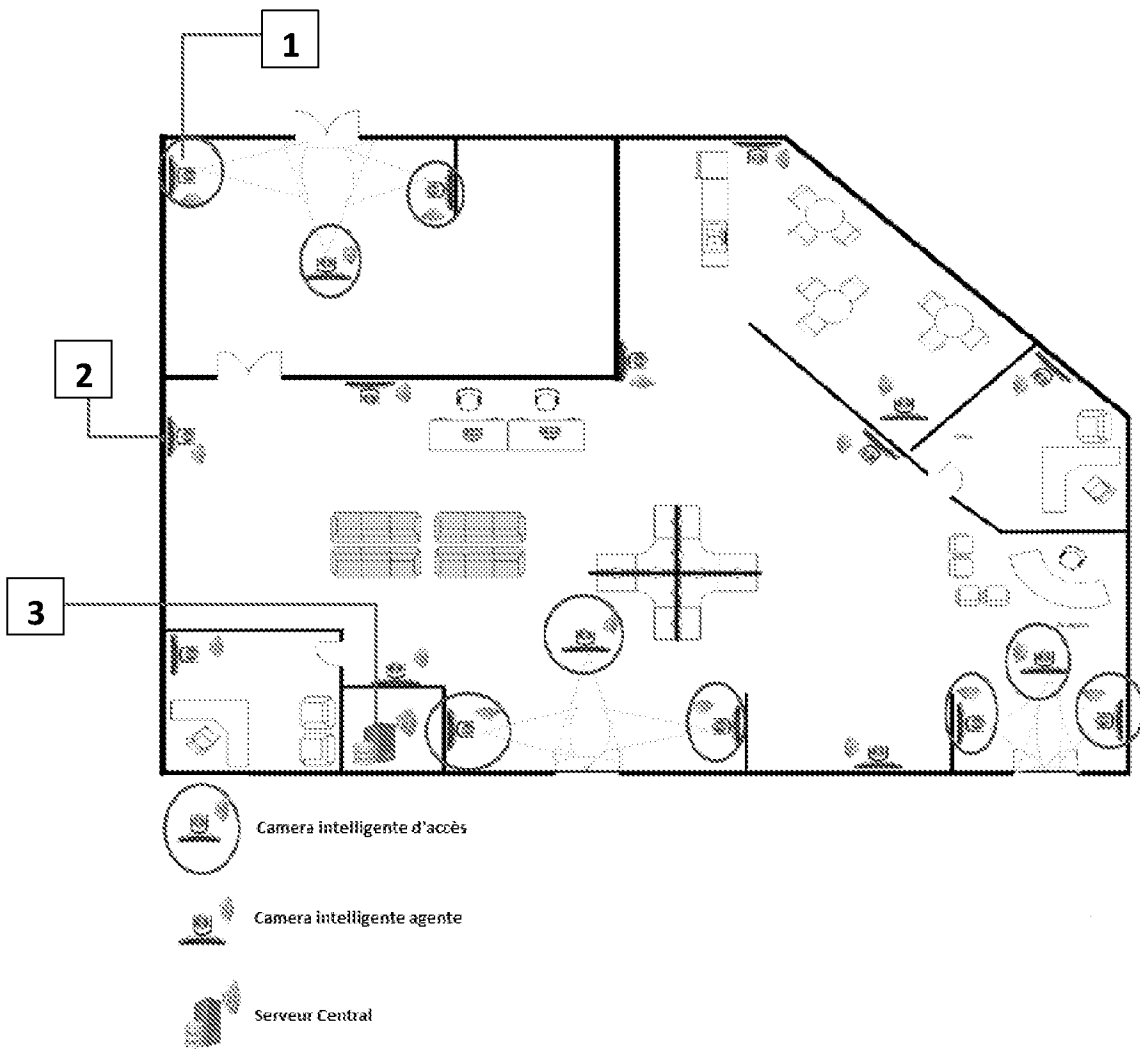 1
2
3
Camera intelligente d'accès
Camera intelligente agente
Serveur Central